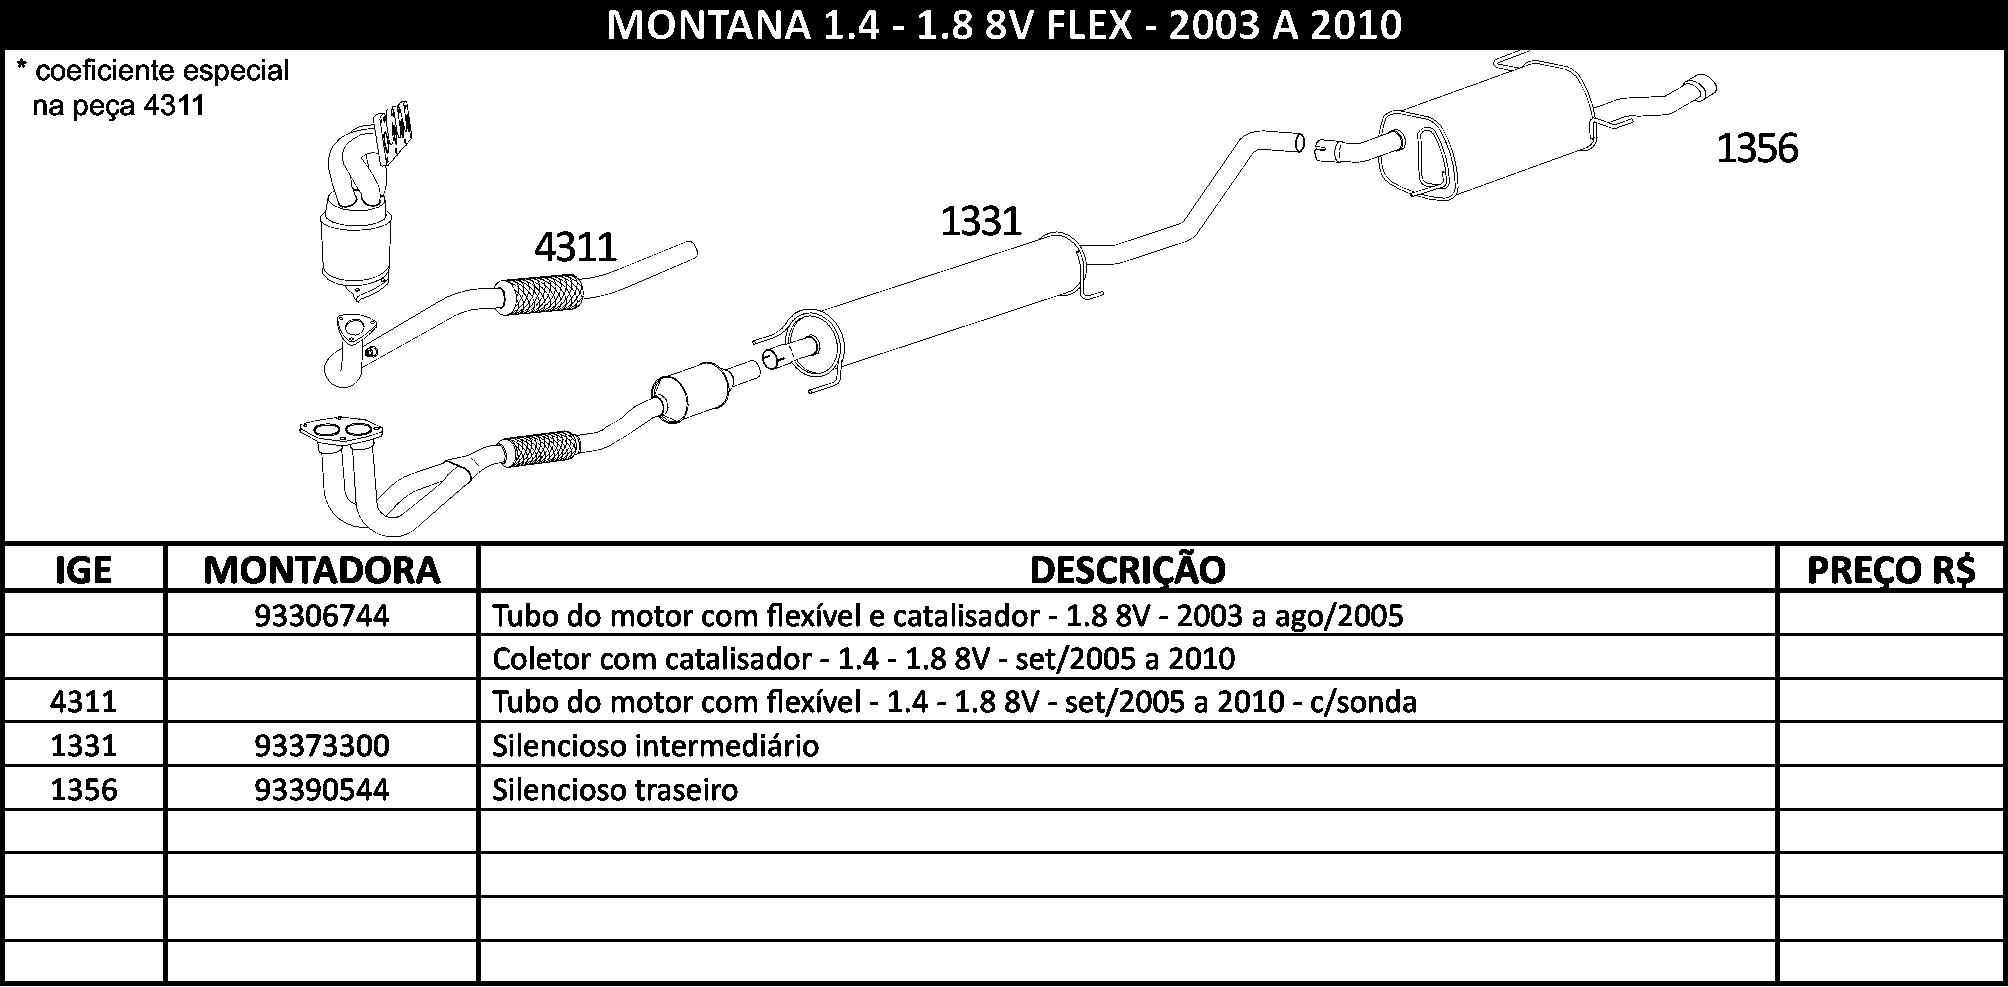 MONTANA 1.4 - 1.8 8V FLEX - 2003 A 2010
* coeficiente especial
na peça 4311
1356
1331
4311
IGE MONTADORA DESCRIÇÃO PREÇO R$
93306744 Tubo do motor com flexível e catalisador - 1.8 8V - 2003 a ago/2005
Coletor com catalisador - 1.4 - 1.8 8V - set/2005 a 2010
4311 Tubo do motor com flexível - 1.4 - 1.8 8V - set/2005 a 2010 - c/sonda
1331 93373300 Silencioso intermediário
1356 93390544 Silencioso traseiro